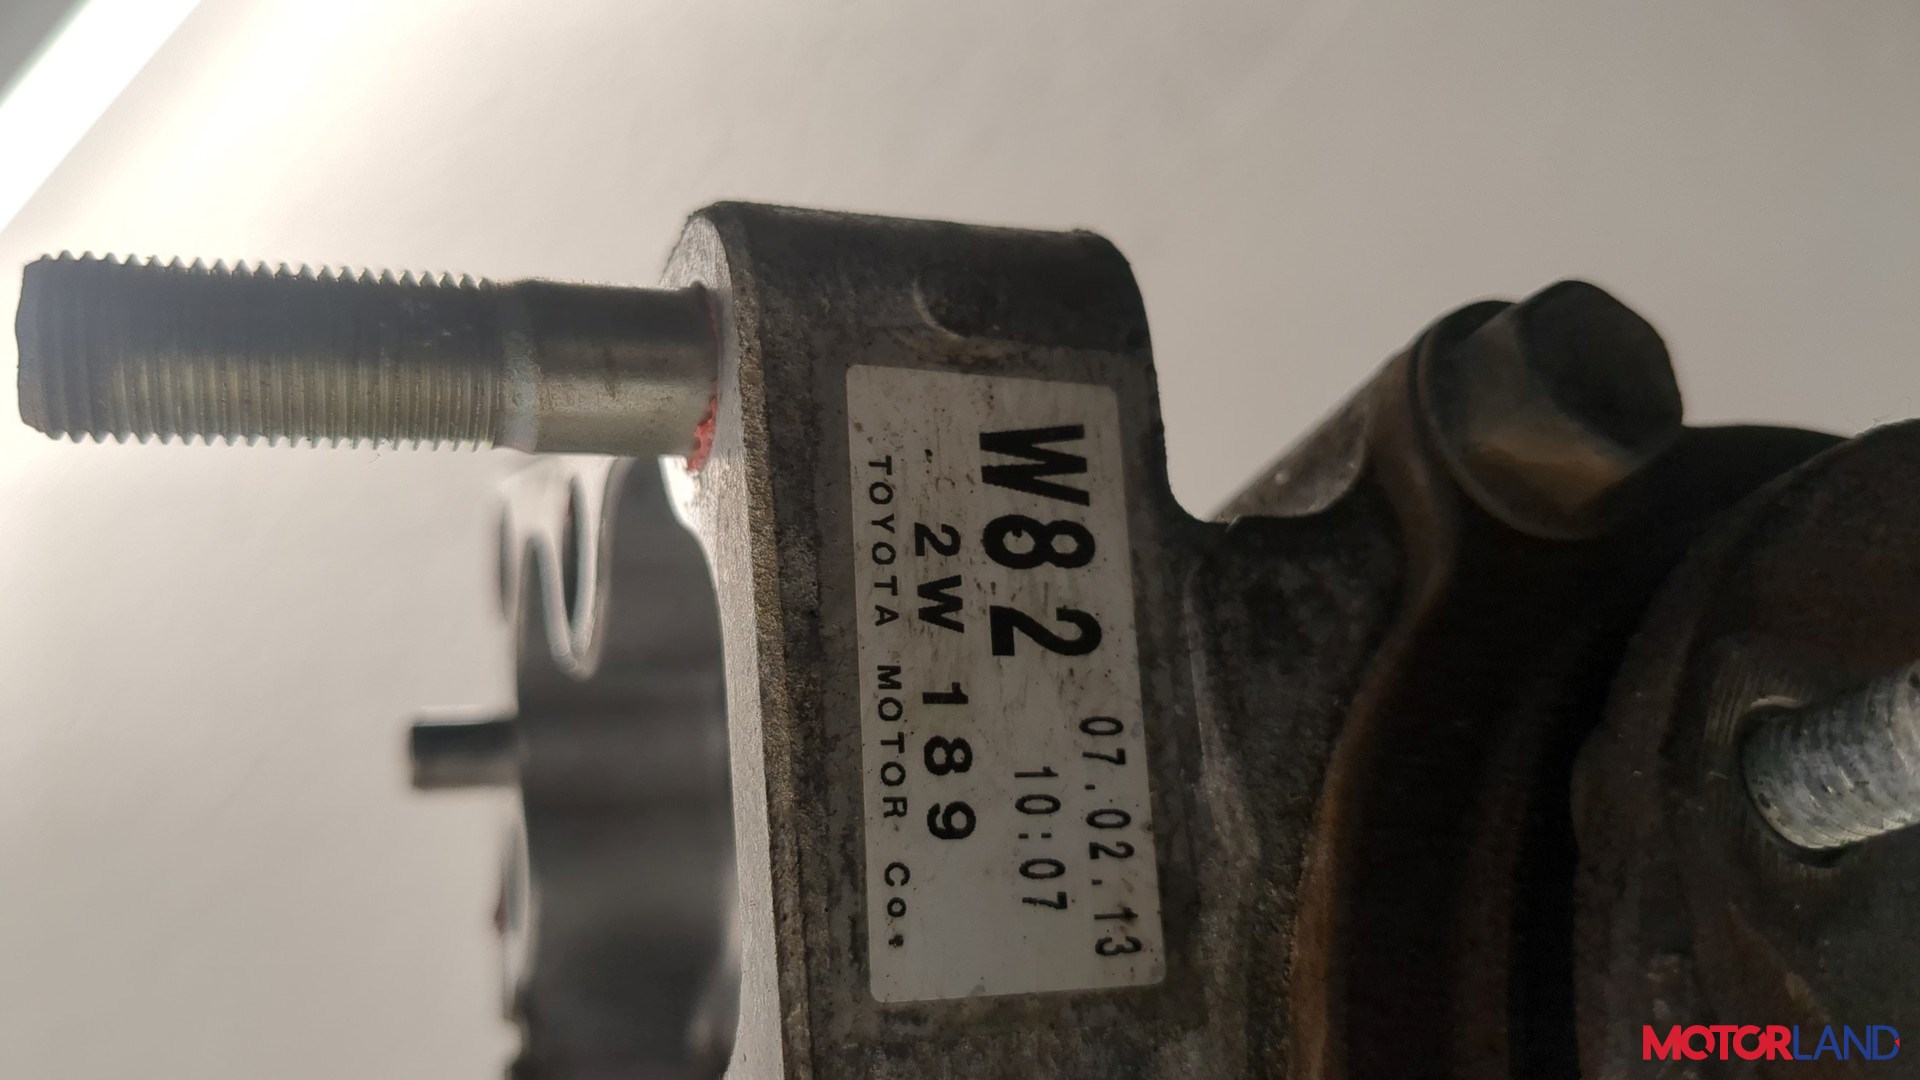 07.02.13
W82 10:07
2W 189
TOYOTA MOTOR Co.
MOTORLAND